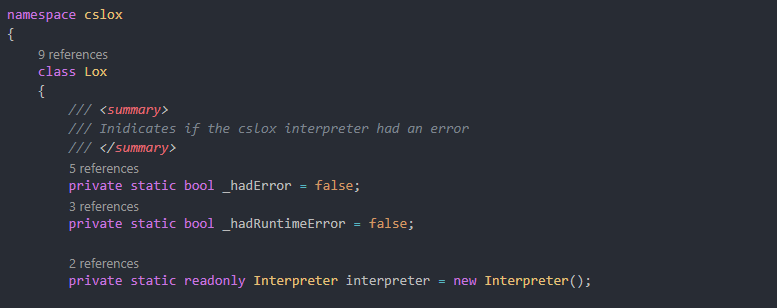 namespace cslox
{
9 references
class Lox
{
/// <summary>
/// Inidicates if the cslox interpreter had an error
/// </summary>
5 references
private static bool _hadError = false;
3 references
private static bool _hadRuntimeError = false;
2 references
private static readonly Interpreter interpreter = new Interpreter();